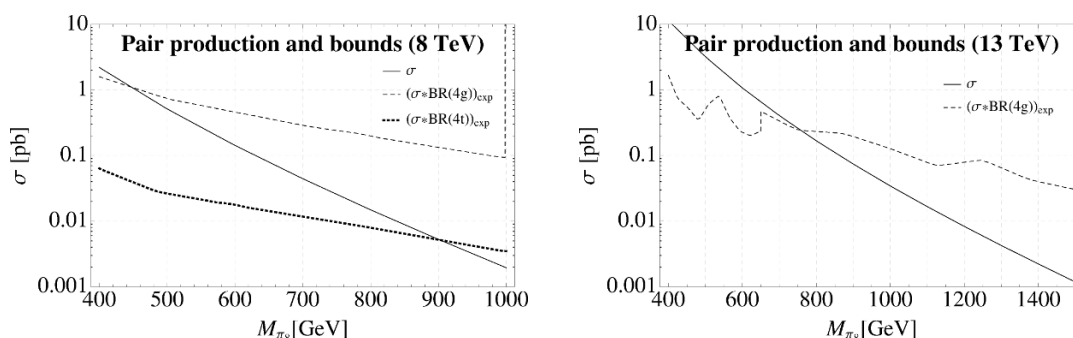 Pair production and bounds (8 TeV)
σ
(σ*BR(4g))exp
(σ*BR(4t))exp
10
1
0.1
0.01
0.001
σ [pb]
400 500 600 700 800 900 1000
Mπ8[GeV]
Pair production and bounds (13 TeV)
σ
(σ*BR(4g))exp
10
1
0.1
0.01
0.001
σ [pb]
400 600 800 1000 1200 1400
Mπ8[GeV]